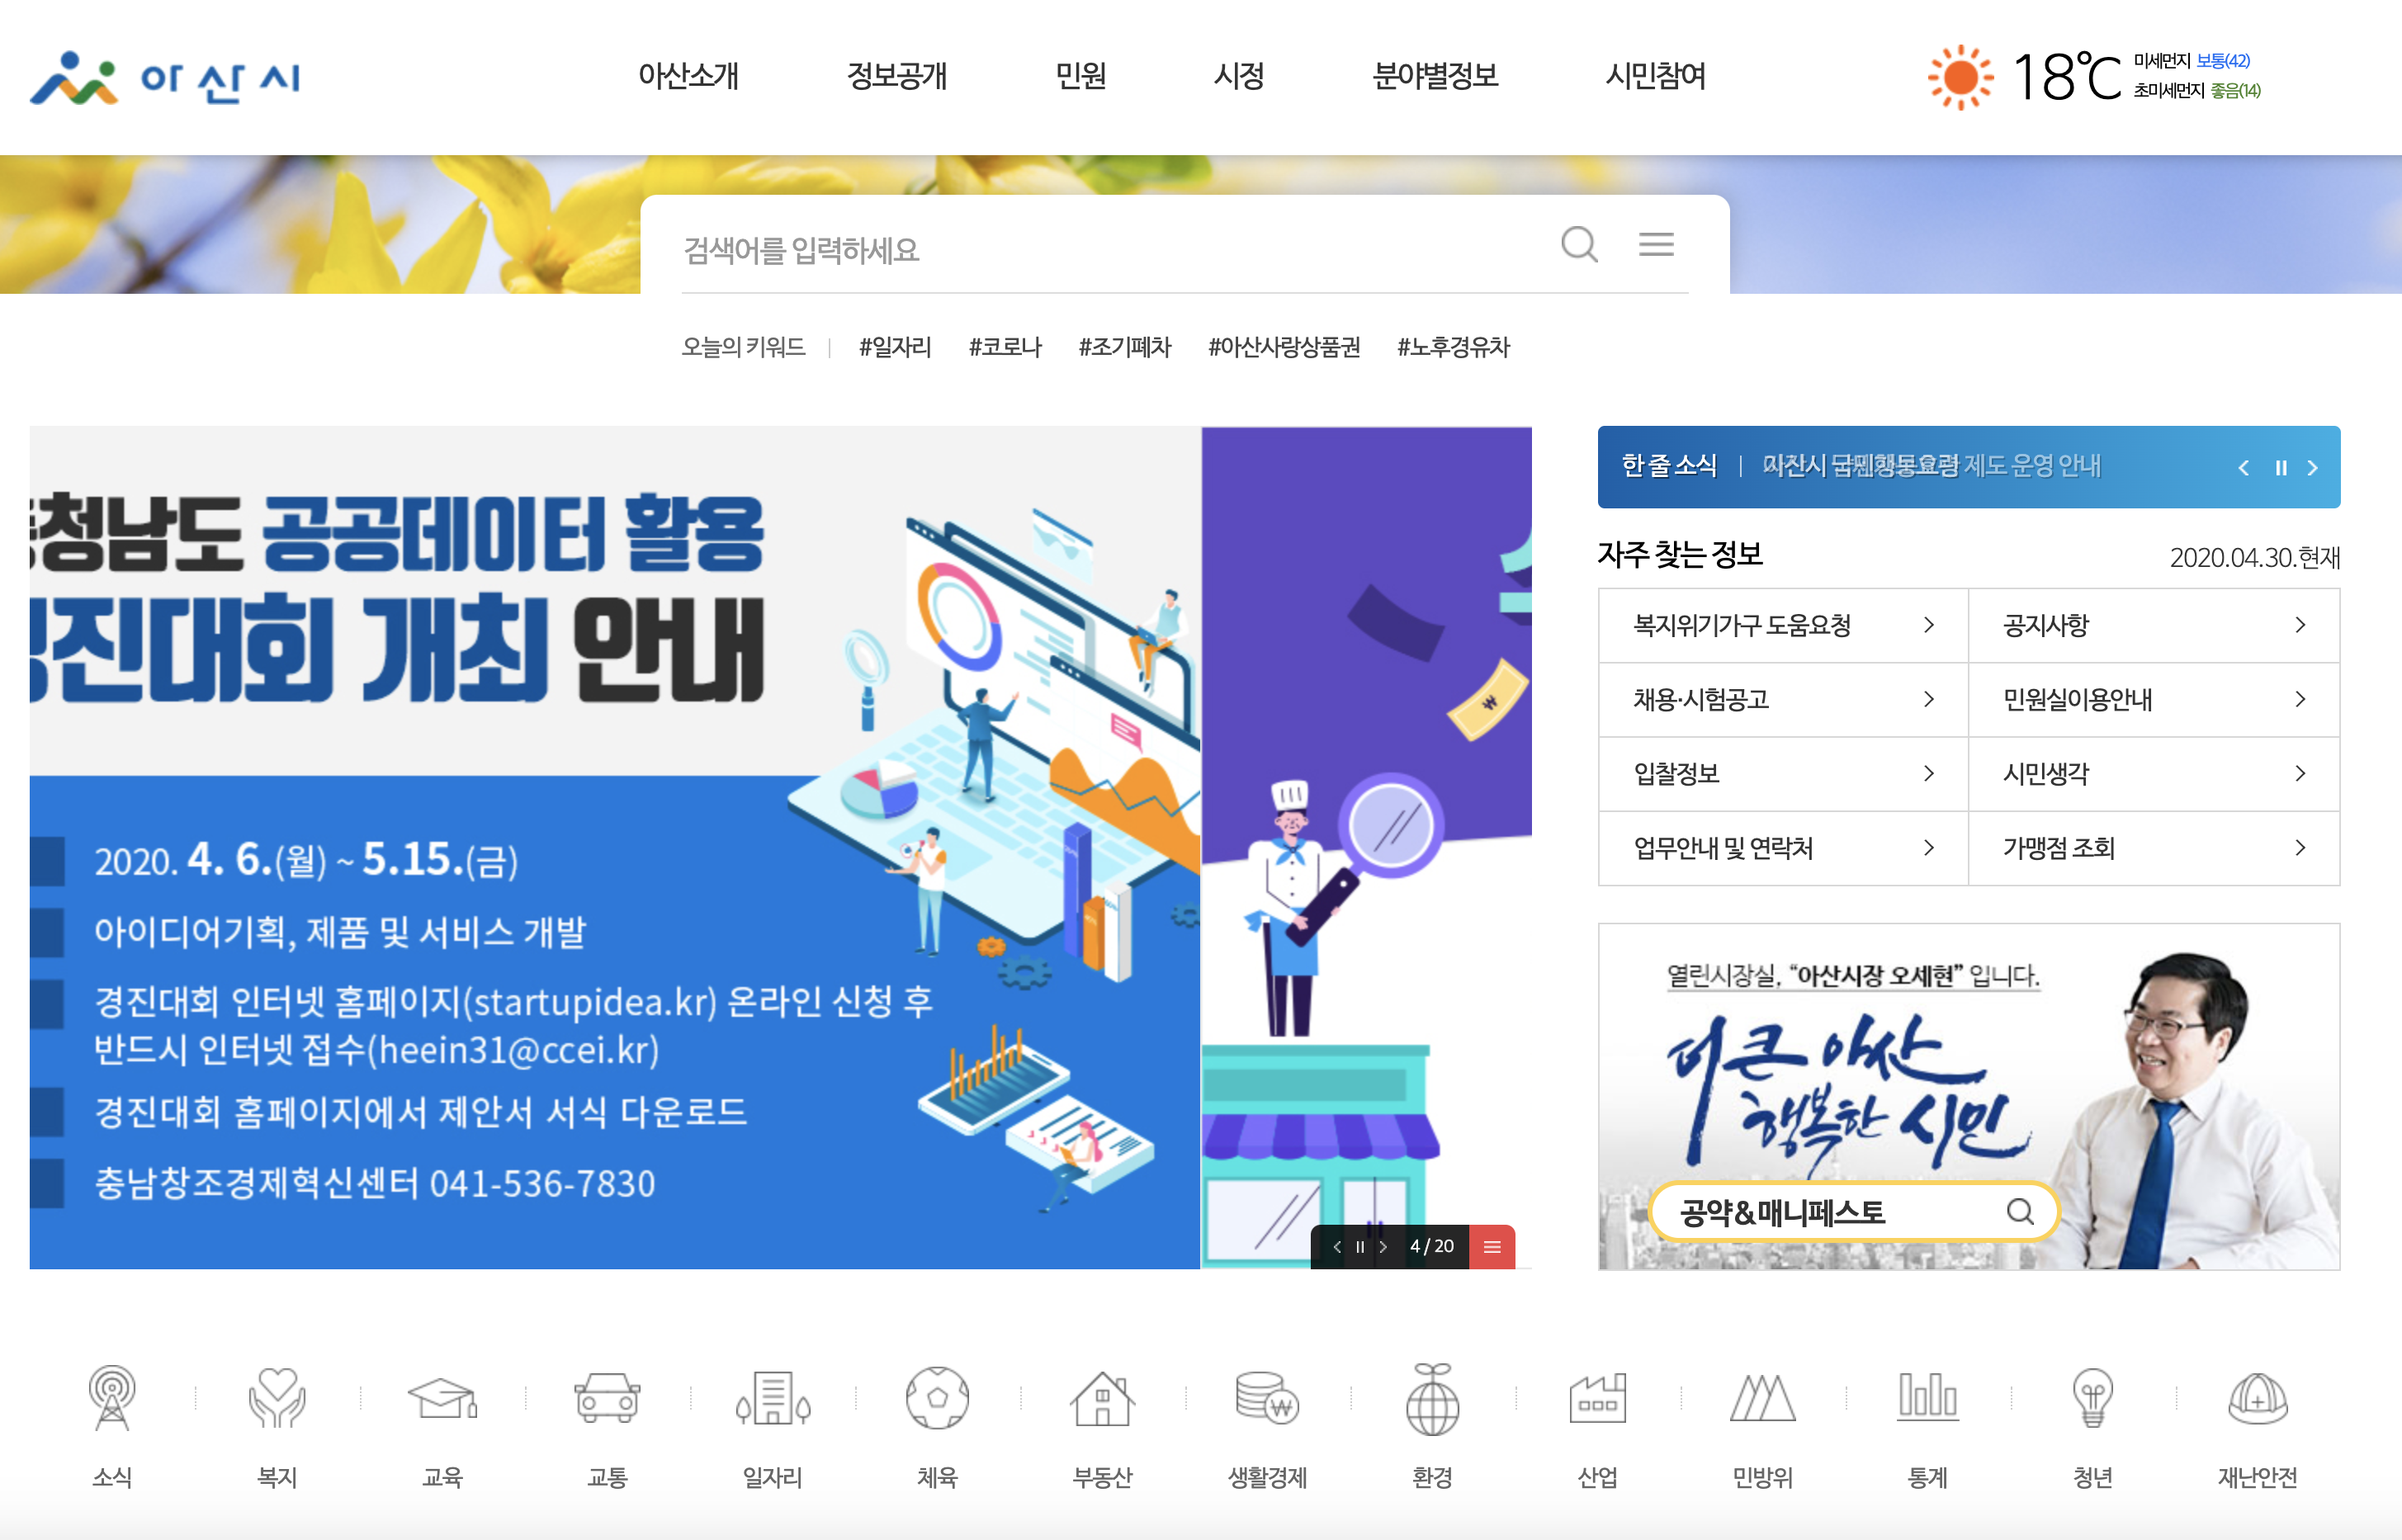 아산시
아산소개 정보공개 민원 시정 분야별정보 시민참여
18℃
미세먼지 보통(42)
초미세먼지 좋음(14)
검색어를 입력하세요
오늘의 키워드 #일자리 #코로나 #조기폐차 #아산사랑상품권 #노후경유차
청남도 공공데이터 활용
진대회 개최 안내
2020. 4. 6.(월) ~ 5.15.(금)
아이디어기획, 제품 및 서비스 개발
경진대회 인터넷 홈페이지(startupidea.kr) 온라인 신청 후
반드시 인터넷 접수(heein31@ccei.kr)
경진대회 홈페이지에서 제안서 서식 다운로드
충남창조경제혁신센터 041-536-7830
₩
4 / 20
한 줄 소식
제도 운영 안내
자주 찾는 정보
2020.04.30.현재
복지위기가구 도움요청
공지사항
채용·시험공고
민원실이용안내
입찰정보
시민생각
업무안내 및 연락처
가맹점 조회
열린시장실, “아산시장 오세현” 입니다.
더 큰 아산
행복한 시민
공약&매니페스토
소식 복지 교육 교통 일자리 체육 부동산 생활경제 환경 산업 민방위 통계 청년 재난안전